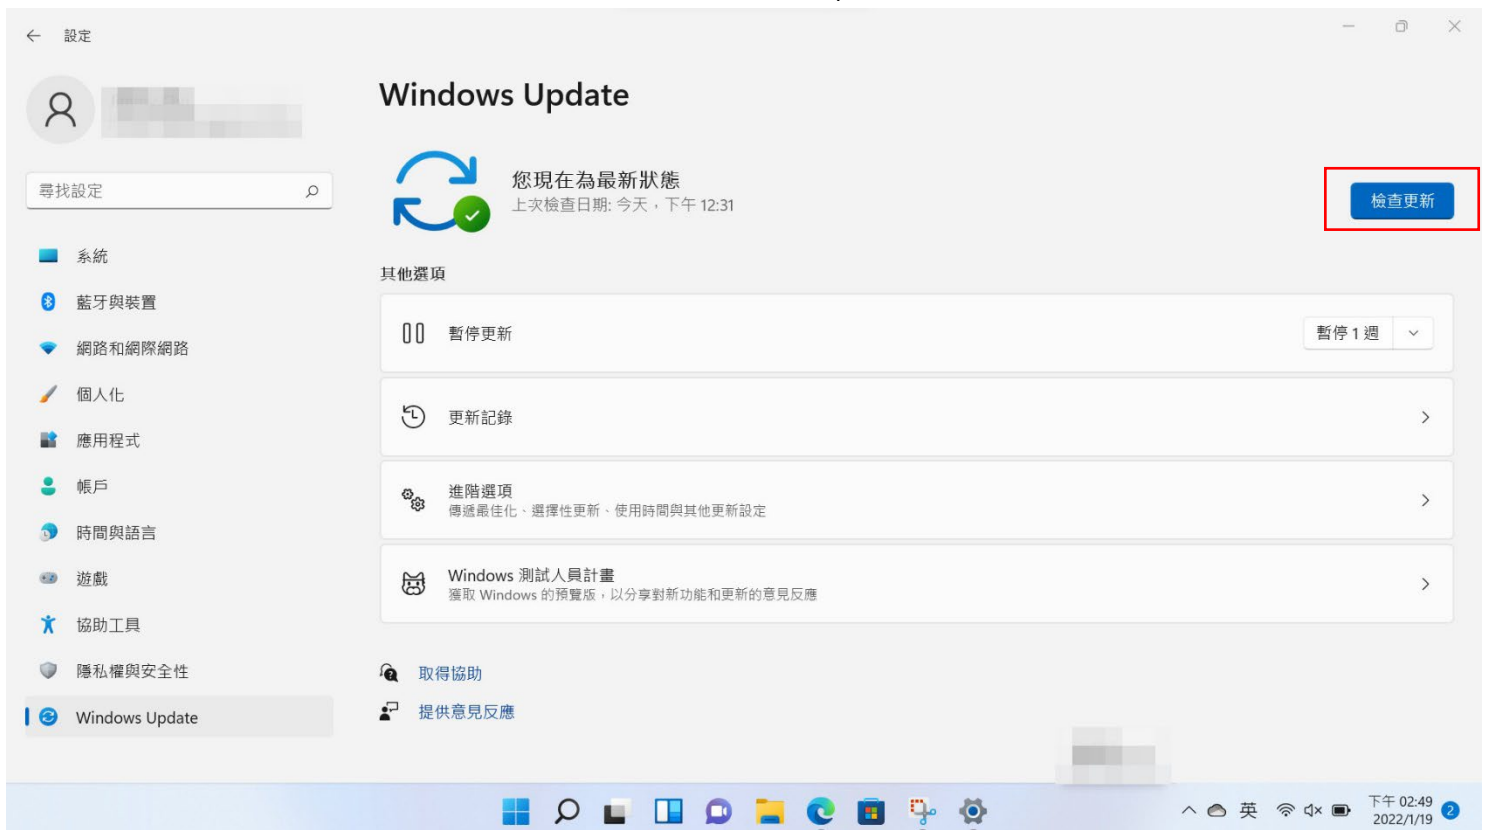 設定
Windows Update
您現在為最新狀態
上次檢查日期: 今天，下午 12:31
檢查更新
尋找設定
系統
藍牙與裝置
網路和網際網路
個人化
應用程式
帳戶
時間與語言
遊戲
協助工具
隱私權與安全性
Windows Update
其他選項
暫停更新
暫停 1 週
更新記錄
進階選項
傳遞最佳化、選擇性更新、使用時間與其他更新設定
Windows 測試人員計畫
獲取 Windows 的預覽版，以分享對新功能和更新的意見反應
取得協助
提供意見反應
英
下午 02:49
2022/1/19
2